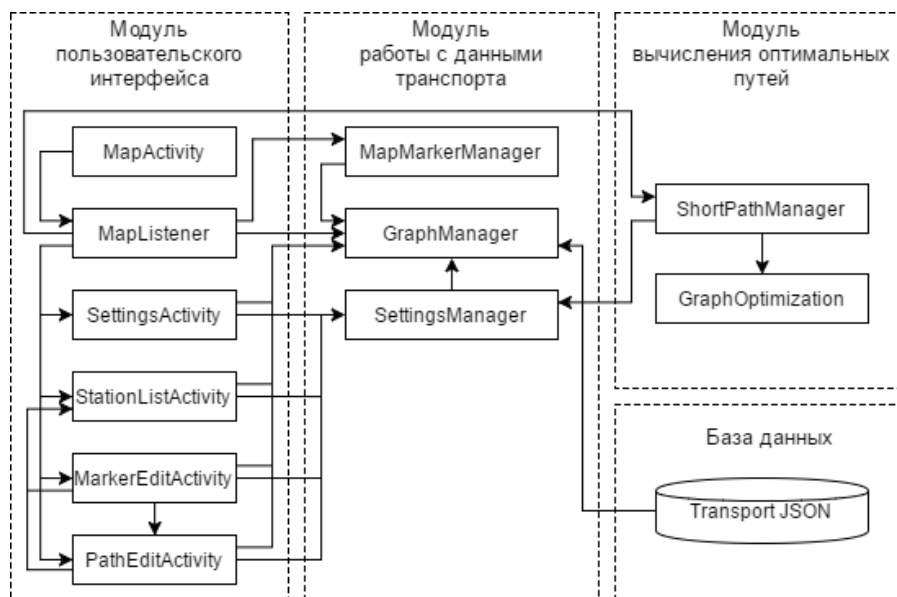 Модуль
пользовательского
интерфейса
MapActivity
MapListener
SettingsActivity
StationListActivity
MarkerEditActivity
PathEditActivity
Модуль
работы с данными
транспорта
MapMarkerManager
GraphManager
SettingsManager
Модуль
вычисления оптимальных
путей
ShortPathManager
GraphOptimization
База данных
Transport JSON